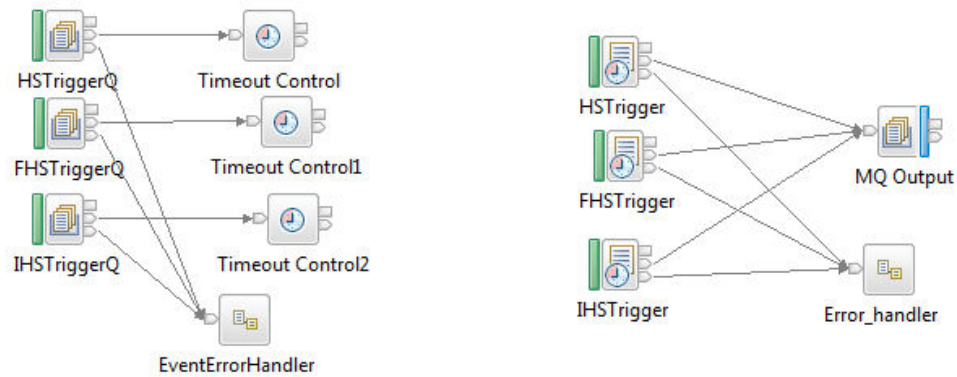 HSTriggerQ
Timeout Control
FHSTriggerQ
Timeout Control1
IHSTriggerQ
Timeout Control2
EventErrorHandler
HSTrigger
FHSTrigger
MQ Output
IHSTrigger
Error_handler